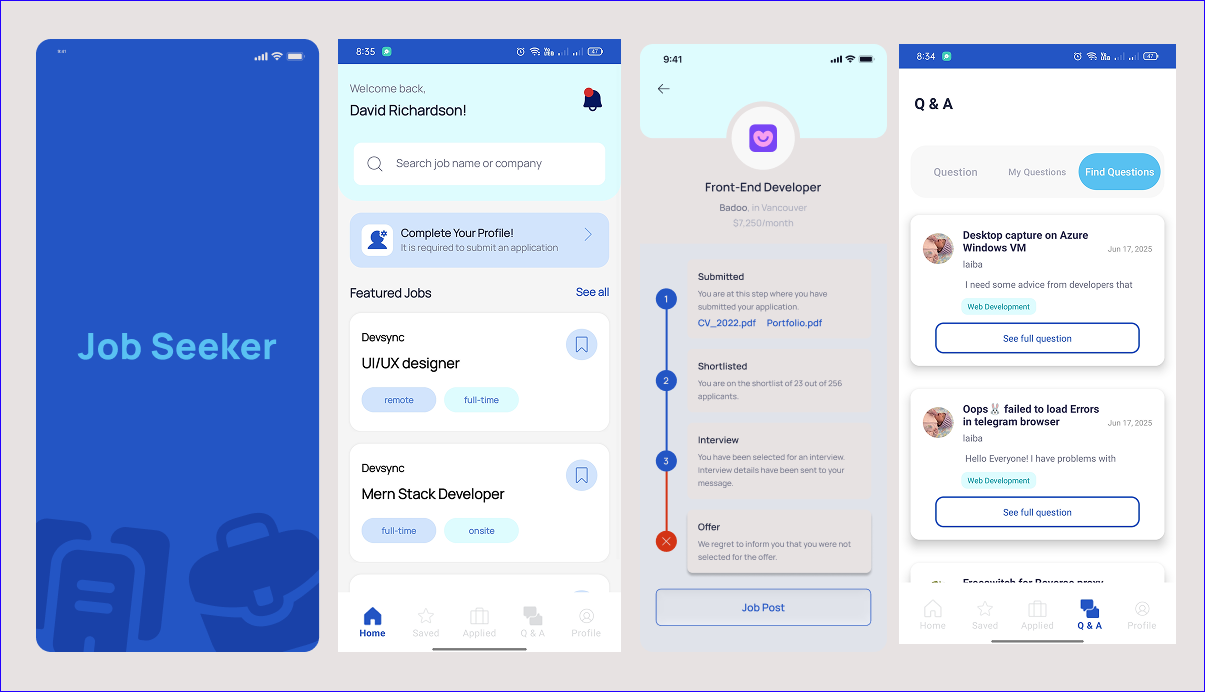 9:41
Job Seeker
8:35
47
Welcome back,
David Richardson!
Search job name or company
Complete Your Profile!
It is required to submit an application
Featured Jobs
See all
Devsync
UI/UX designer
remote
full-time
Devsync
Mern Stack Developer
full-time
onsite
Home
Saved
Applied
Q & A
Profile
9:41
Front-End Developer
Badoo, in Vancouver
$7,250/month
1
Submitted
You are at this step where you have
submitted your application.
CV_2022.pdf Portfolio.pdf
2
Shortlisted
You are on the shortlist of 23 out of 256
applicants.
3
Interview
You have been selected for an interview.
Interview details have been sent to your
message.
Offer
We regret to inform you that you were not
selected for the offer.
Job Post
8:34
47
Q & A
Question
My Questions
Find Questions
Desktop capture on Azure
Windows VM
Jun 17, 2025
laiba
I need some advice from developers that
Web Development
See full question
Oops🐰 failed to load Errors
in telegram browser
Jun 17, 2025
laiba
Hello Everyone! I have problems with
Web Development
See full question
Freeswitch for Reverse proxy
Home
Saved
Applied
Q & A
Profile